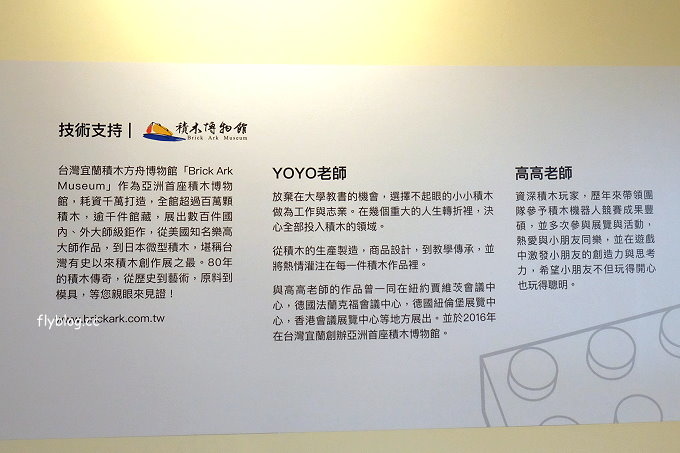 技術支持 |
積木博物館
Brick Ark Museum
台灣宜蘭積木方舟博物館「Brick Ark
Museum」作為亞洲首座積木博物
館，耗資千萬打造，全館超過百萬顆
積木，逾千件館藏，展出數百件國
內、外大師級鉅作，從美國知名樂高
大師作品，到日本微型積木，堪稱台
灣有史以來積木創作展之最。80年
的積木傳奇，從歷史到藝術，原料到
模具，等您親眼來見證！
www.brickark.com.tw
flyblog.cc
YOYO老師
放棄在大學教書的機會，選擇不起眼的小小積木
做為工作與志業。在幾個重大的人生轉折裡，決
心全部投入積木的領域。
從積木的生產製造，商品設計，到教學傳承，並
將熱情灌注在每一件積木作品裡。
與高高老師的作品曾一同在紐約賈維茨會議中
心，德國法蘭克福會議中心，德國紐倫堡展覽中
心，香港會議展覽中心等地方展出。並於2016年
在台灣宜蘭創辦亞洲首座積木博物館。
高高老師
資深積木玩家，歷年來帶領團
隊參予積木機器人競賽成果豐
碩，並多次參與展覽與活動，
熱愛與小朋友同樂，並在遊戲
中激發小朋友的創造力與思考
力，希望小朋友不但玩得開心
也玩得聰明。